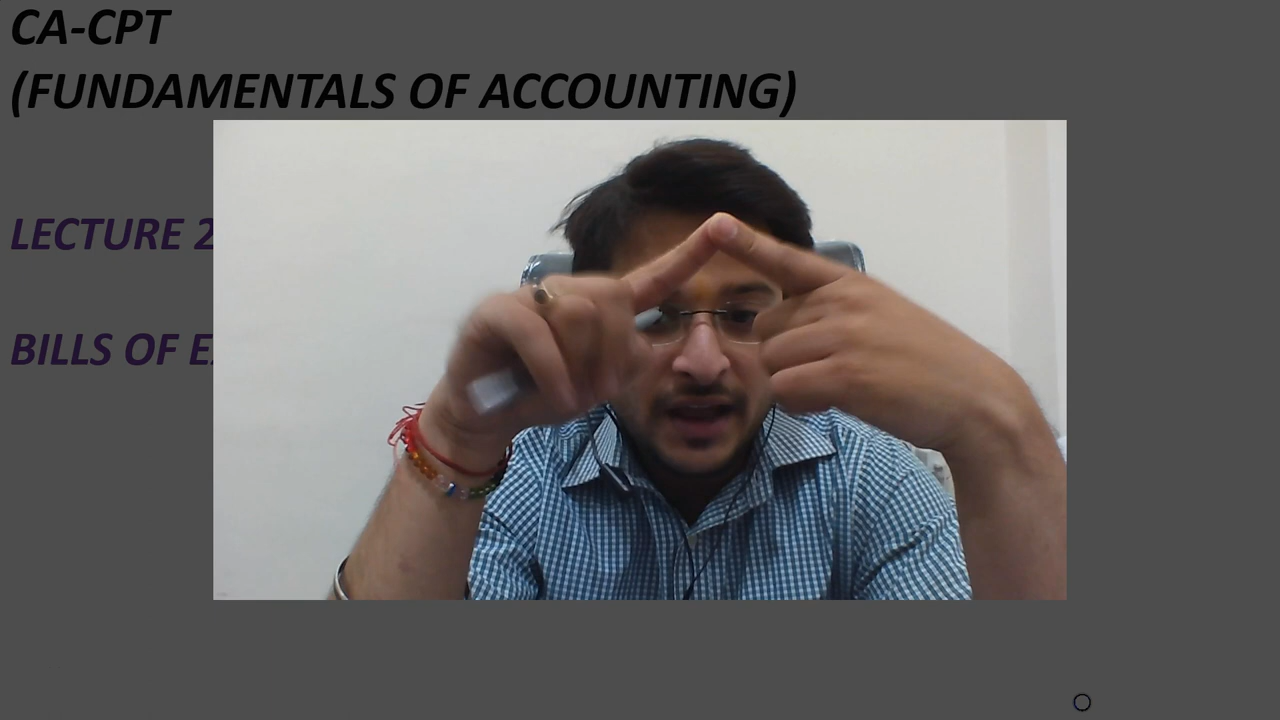 CA-CPT
(FUNDAMENTALS OF ACCOUNTING)
LECTURE 2
BILLS OF